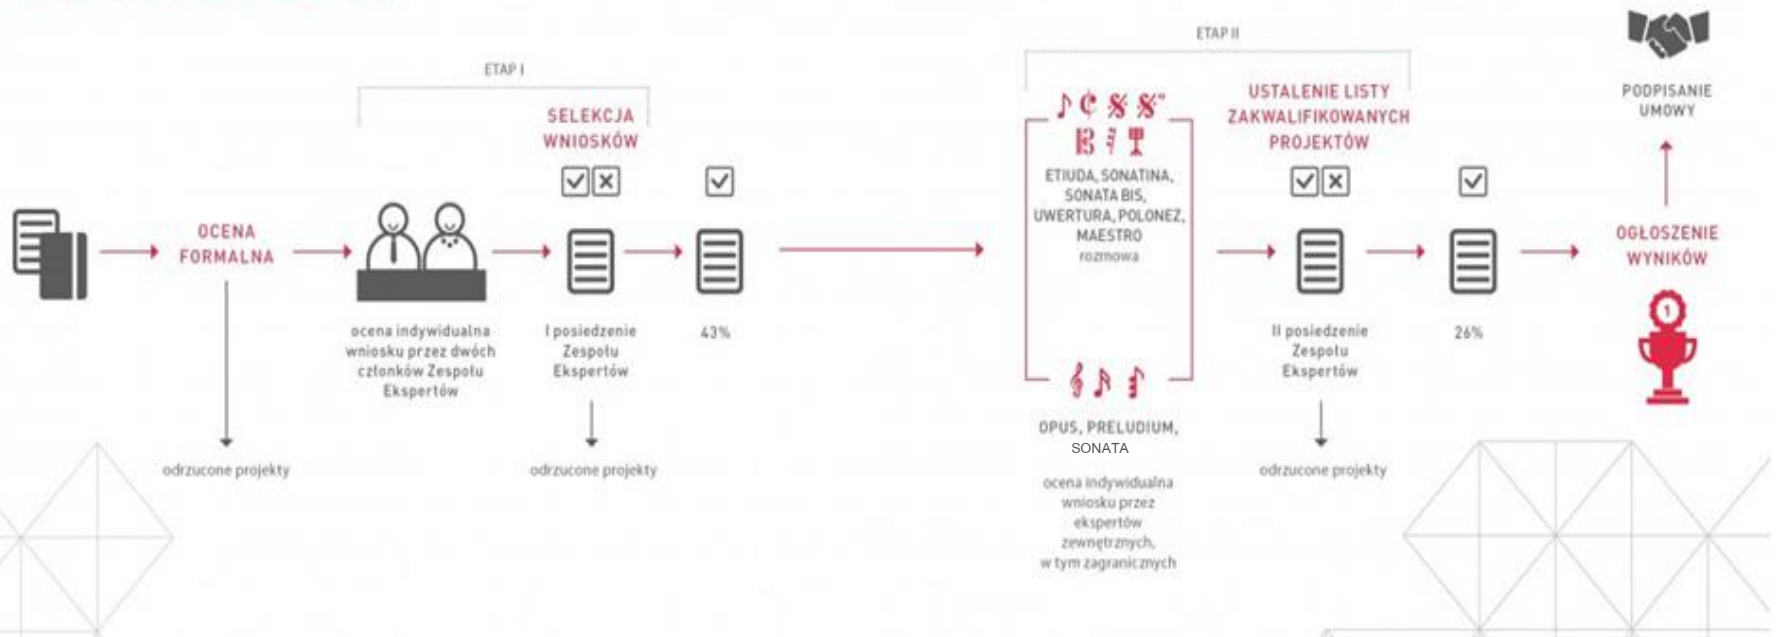 ETAP I
SELEKCJA
WNIOSKÓW
OCENA
FORMALNA
odrzucone projekty
ocena indywidualna
wniosku przez dwóch
członków Zespołu
Ekspertów
I posiedzenie
Zespołu
Ekspertów
odrzucone projekty
43%
ETAP II
ETIUDA, SONATINA,
SONATA BIS,
UWERTURA, POLONEZ,
MAESTRO
rozmowa
OPUS, PRELUDIUM,
SONATA
ocena indywidualna
wniosku przez
ekspertów
zewnętrznych,
w tym zagranicznych
USTALENIE LISTY
ZAKWALIFIKOWANYCH
PROJEKTÓW
II posiedzenie
Zespołu
Ekspertów
odrzucone projekty
26%
PODPISANIE
UMOWY
OGŁOSZENIE
WYNIKÓW
1